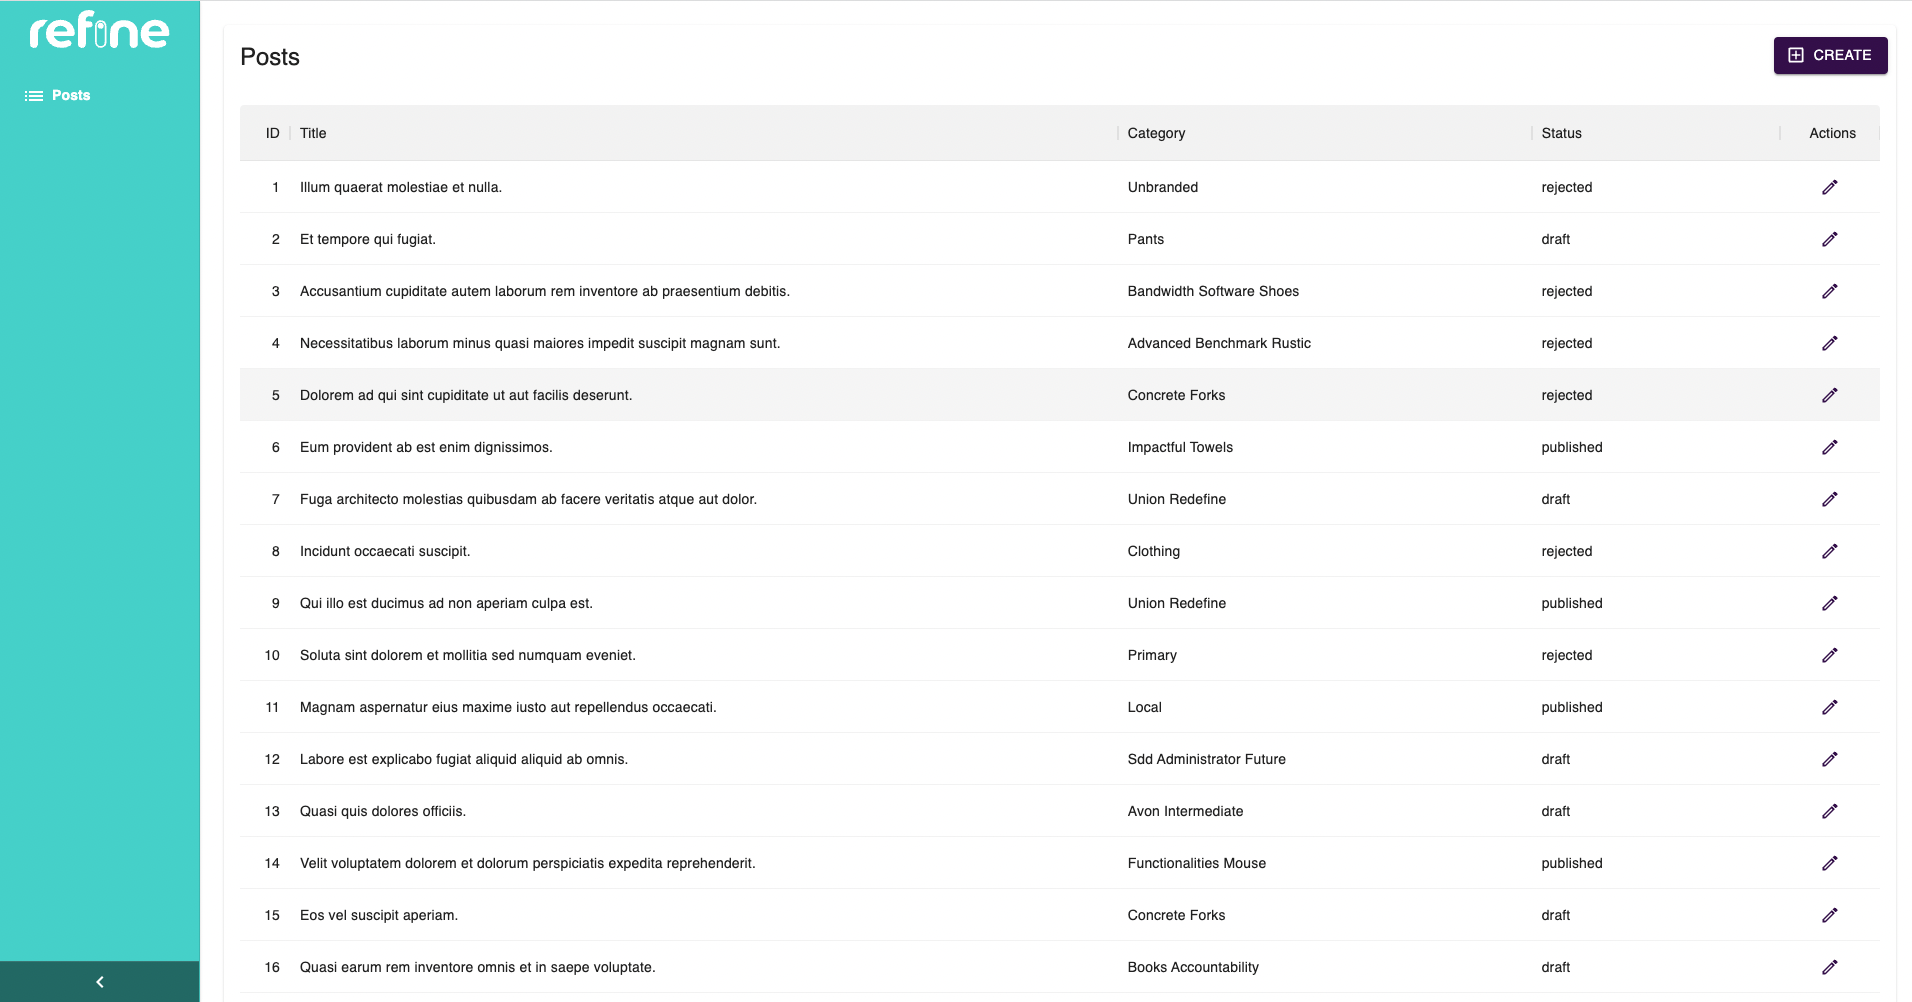 refine
Posts
Posts
CREATE
ID Title Category Status Actions
1 Illum quaerat molestiae et nulla. Unbranded rejected
2 Et tempore qui fugiat. Pants draft
3 Accusantium cupiditate autem laborum rem inventore ab praesentium debitis. Bandwidth Software Shoes rejected
4 Necessitatibus laborum minus quasi maiores impedit suscipit magnam sunt. Advanced Benchmark Rustic rejected
5 Dolorem ad qui sint cupiditate ut aut facilis deserunt. Concrete Forks rejected
6 Eum provident ab est enim dignissimos. Impactful Towels published
7 Fuga architecto molestias quibusdam ab facere veritatis atque aut dolor. Union Redefine draft
8 Incidunt occaecati suscipit. Clothing rejected
9 Qui illo est ducimus ad non aperiam culpa est. Union Redefine published
10 Soluta sint dolorem et mollitia sed numquam eveniet. Primary rejected
11 Magnam aspernatur eius maxime iusto aut repellendus occaecati. Local published
12 Labore est explicabo fugiat aliquid aliquid ab omnis. Sdd Administrator Future draft
13 Quasi quis dolores officiis. Avon Intermediate draft
14 Velit voluptatem dolorem et dolorum perspiciatis expedita reprehenderit. Functionalities Mouse published
15 Eos vel suscipit aperiam. Concrete Forks draft
16 Quasi earum rem inventore omnis et in saepe voluptate. Books Accountability draft